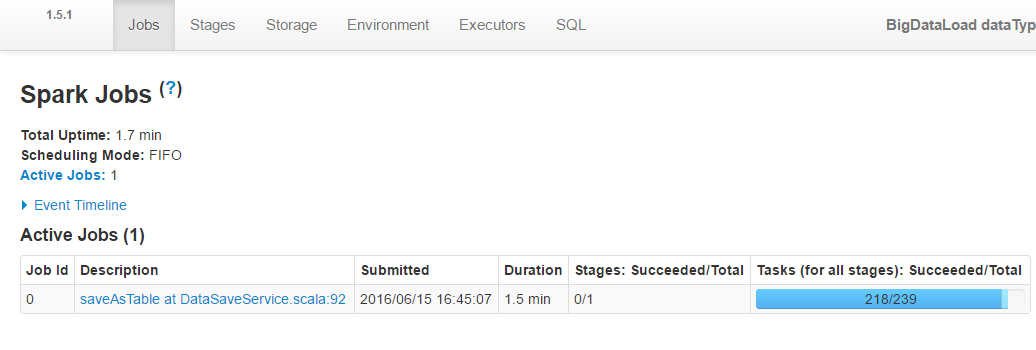 1.5.1 Jobs Stages Storage Environment Executors SQL BigDataLoad dataTyp
Spark Jobs (?)
Total Uptime: 1.7 min
Scheduling Mode: FIFO
Active Jobs: 1
Event Timeline
Active Jobs (1)
Job Id Description Submitted Duration Stages: Succeeded/Total Tasks (for all stages): Succeeded/Total
0 saveAsTable at DataSaveService.scala:92 2016/06/15 16:45:07 1.5 min 0/1 218/239